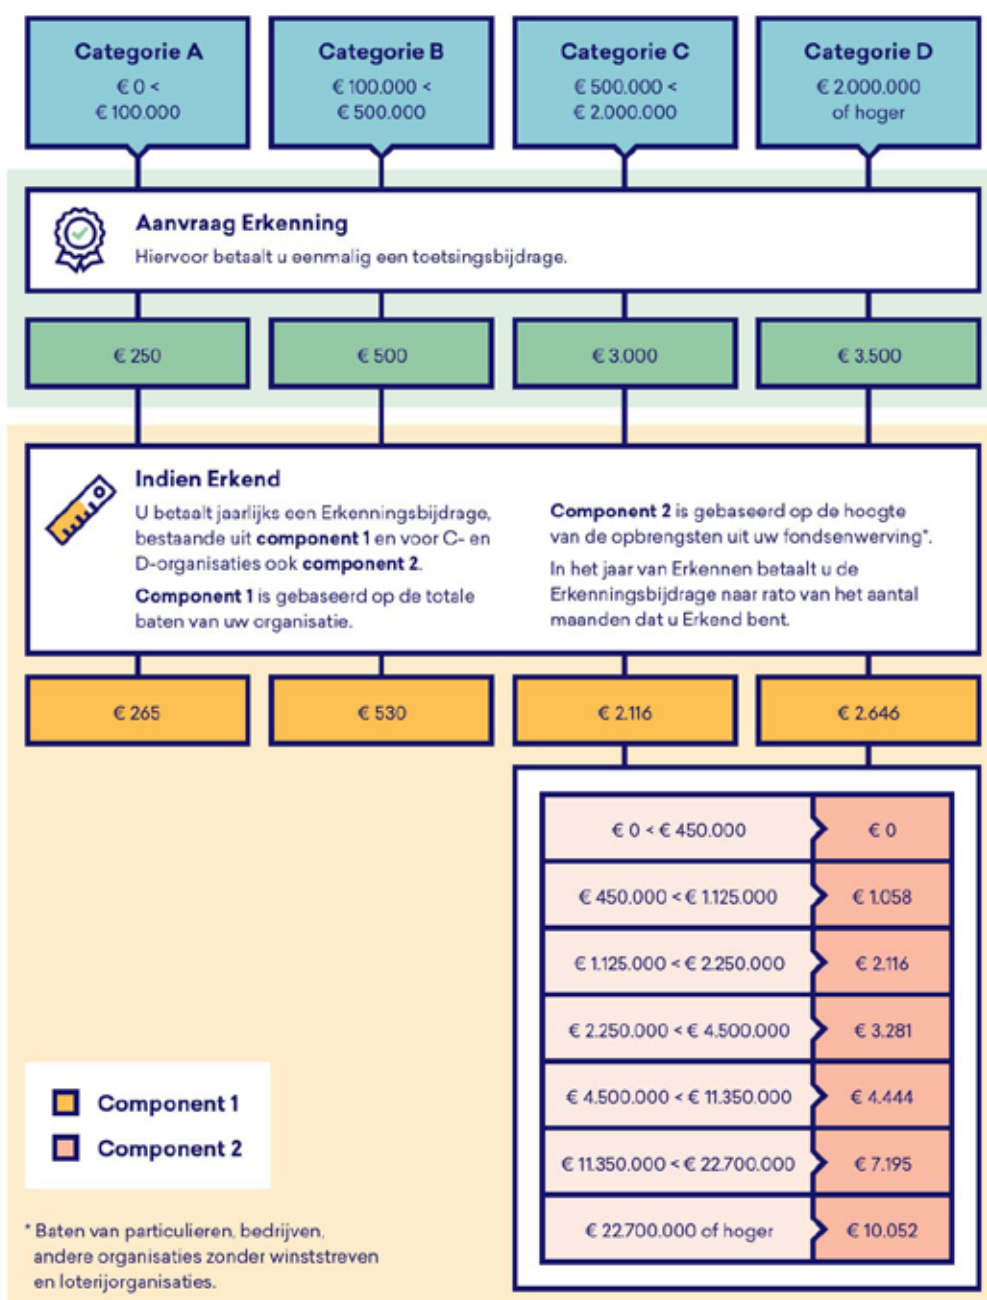 Categorie A
€ 0 <
€ 100.000
Categorie B
€ 100.000 <
€ 500.000
Categorie C
€ 500.000 <
€ 2.000.000
Categorie D
€ 2.000.000
of hoger
Aanvraag Erkenning
Hiervoor betaalt u eenmalig een toetsingsbijdrage.
€ 250
€ 500
€ 3.000
€ 3.500
Indien Erkend
U betaalt jaarlijks een Erkenningsbijdrage,
bestaande uit component 1 en voor C- en
D-organisaties ook component 2.
Component 1 is gebaseerd op de totale
baten van uw organisatie.
Component 2 is gebaseerd op de hoogte
van de opbrengsten uit uw fondsenwerving*.
In het jaar van Erkennen betaalt u de
Erkenningsbijdrage naar rato van het aantal
maanden dat u Erkend bent.
€ 265
€ 530
€ 2.116
€ 2.646
€ 0 < € 450.000
€ 0
€ 450.000 < € 1.125.000
€ 1.058
€ 1.125.000 < € 2.250.000
€ 2.116
€ 2.250.000 < € 4.500.000
€ 3.281
€ 4.500.000 < € 11.350.000
€ 4.444
€ 11.350.000 < € 22.700.000
€ 7.195
€ 22.700.000 of hoger
€ 10.052
Component 1
Component 2
* Baten van particulieren, bedrijven,
andere organisaties zonder winststreven
en loterijorganisaties.